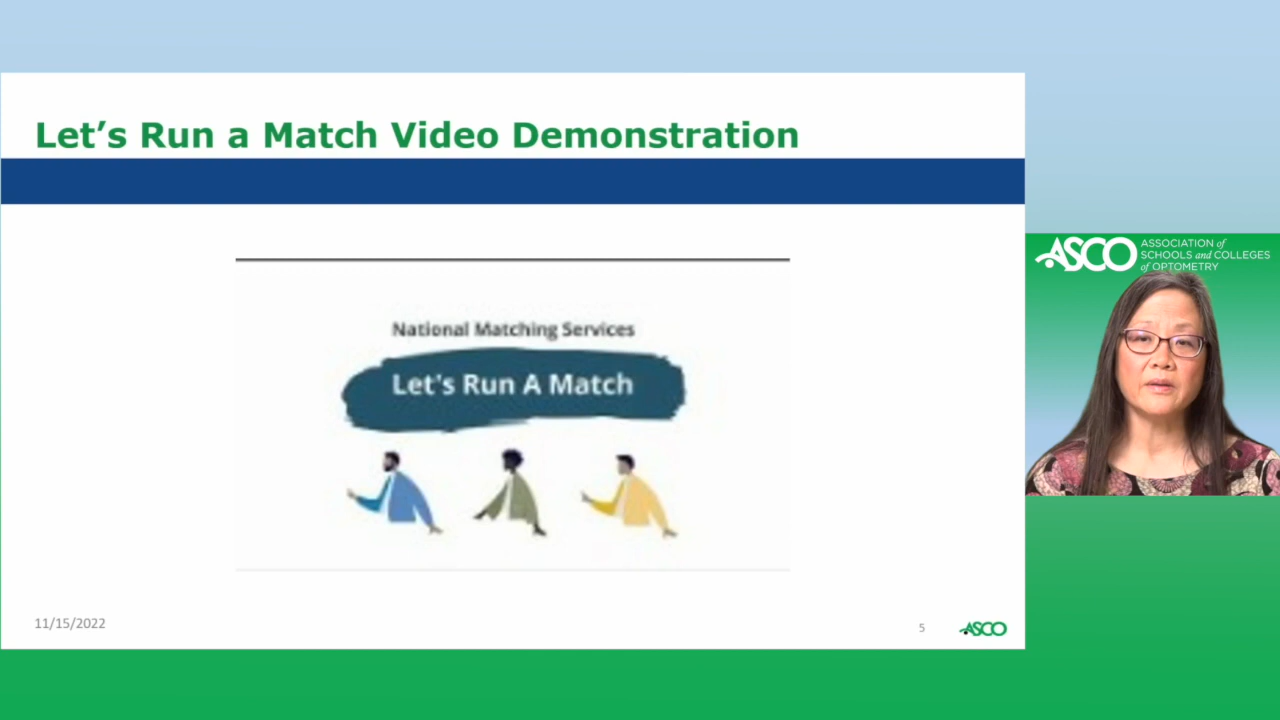 Let's Run a Match Video Demonstration
National Matching Services
Let's Run A Match
11/15/2022
5
ASCO
ASCO
ASSOCIATION of
SCHOOLS and COLLEGES
of OPTOMETRY